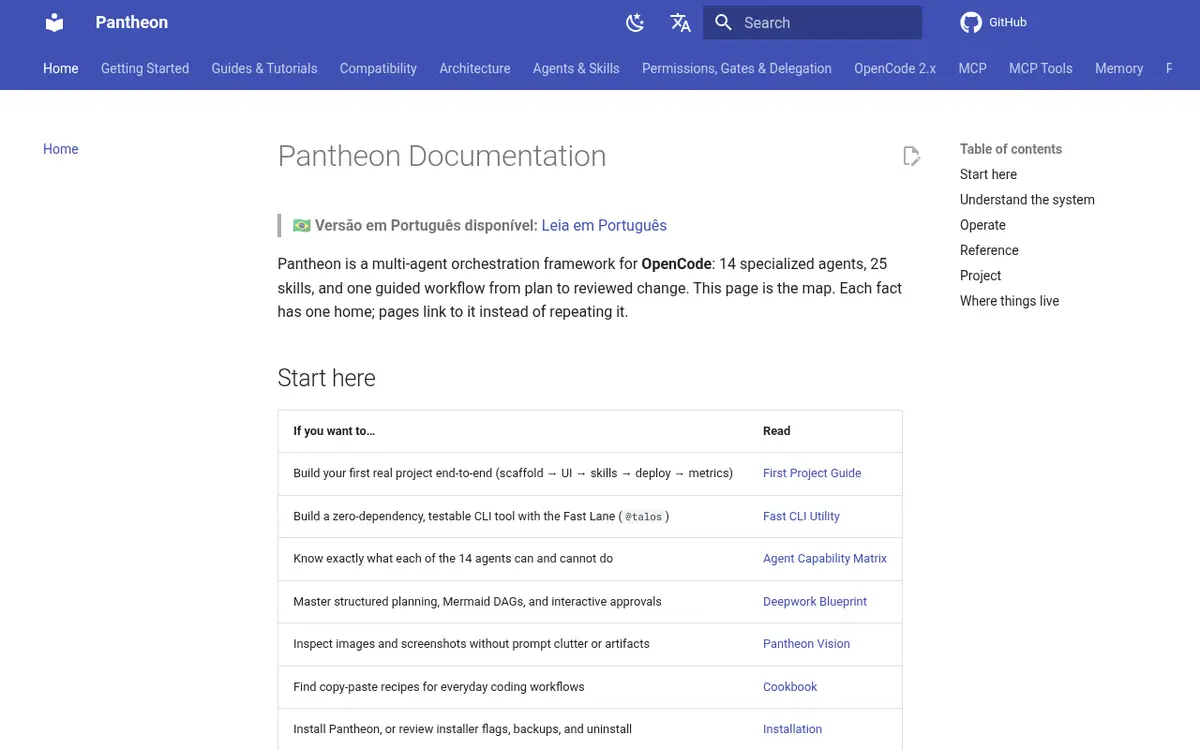 Pantheon
Search
GitHub
Home
Getting Started
Guides & Tutorials
Compatibility
Architecture
Agents & Skills
Permissions, Gates & Delegation
OpenCode 2.x
MCP
MCP Tools
Memory
Home
Pantheon Documentation
Versão em Português disponível: Leia em Português
Pantheon is a multi-agent orchestration framework for OpenCode: 14 specialized agents, 25
skills, and one guided workflow from plan to reviewed change. This page is the map. Each fact
has one home; pages link to it instead of repeating it.
Start here
If you want to… Read
Build your first real project end-to-end (scaffold → UI → skills → deploy → metrics) First Project Guide
Build a zero-dependency, testable CLI tool with the Fast Lane (@talos) Fast CLI Utility
Know exactly what each of the 14 agents can and cannot do Agent Capability Matrix
Master structured planning, Mermaid DAGs, and interactive approvals Deepwork Blueprint
Inspect images and screenshots without prompt clutter or artifacts Pantheon Vision
Find copy-paste recipes for everyday coding workflows Cookbook
Install Pantheon, or review installer flags, backups, and uninstall Installation
Table of contents
Start here
Understand the system
Operate
Reference
Project
Where things live